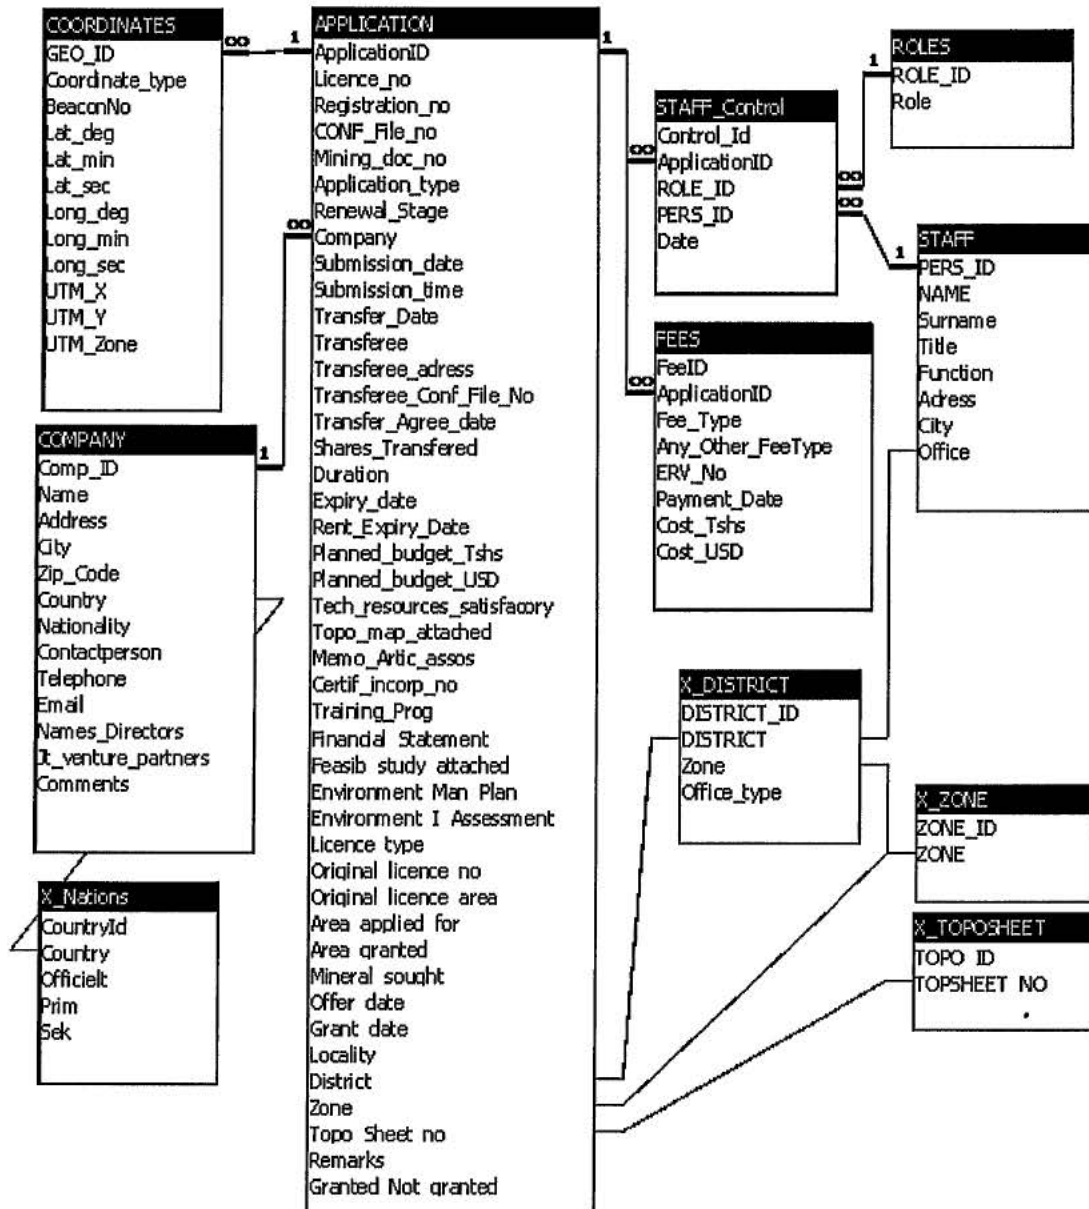 COORDINATES
GEO_ID
Coordinate_type
BeaconNo
Lat_deg
Lat_min
Lat_sec
Long_deg
Long_min
Long_sec
UTM_X
UTM_Y
UTM_Zone
∞
1
APPLICATION
ApplicationID
Licence_no
Registration_no
CONF_File_no
Mining_doc_no
Application_type
Renewal_Stage
Company
Submission_date
Submission_time
Transfer_Date
Transferee
Transferee_adress
Transferee_Conf_File_No
Transfer_Agree_date
Shares_Transfered
Duration
Expiry_date
Rent_Expiry_Date
Planned_budget_Tshs
Planned_budget_USD
Tech_resources_satisfacory
Topo_map_attached
Memo_Artic_assos
Certif_incorp_no
Training_Prog
Financial Statement
Feasib study attached
Environment Man Plan
Environment I Assessment
Licence type
Original licence no
Original licence area
Area applied for
Area granted
Mineral sought
Offer date
Grant date
Locality
District
Zone
Topo Sheet no
Remarks
Granted Not granted
∞
1
COMPANY
Comp_ID
Name
Address
City
Zip_Code
Country
Nationality
Contactperson
Telephone
Email
Names_Directors
Jt_venture_partners
Comments
X_Nations
CountryId
Country
Officielt
Prim
Sek
1
∞
∞
STAFF_Control
Control_Id
ApplicationID
ROLE_ID
PERS_ID
Date
∞
∞
1
1
ROLES
ROLE_ID
Role
STAFF
PERS_ID
NAME
Surname
Title
Function
Adress
City
Office
FEES
FeeID
ApplicationID
Fee_Type
Any_Other_FeeType
ERV_No
Payment_Date
Cost_Tshs
Cost_USD
X_DISTRICT
DISTRICT_ID
DISTRICT
Zone
Office_type
X_ZONE
ZONE_ID
ZONE
X_TOPOSHEET
TOPO ID
TOPSHEET NO